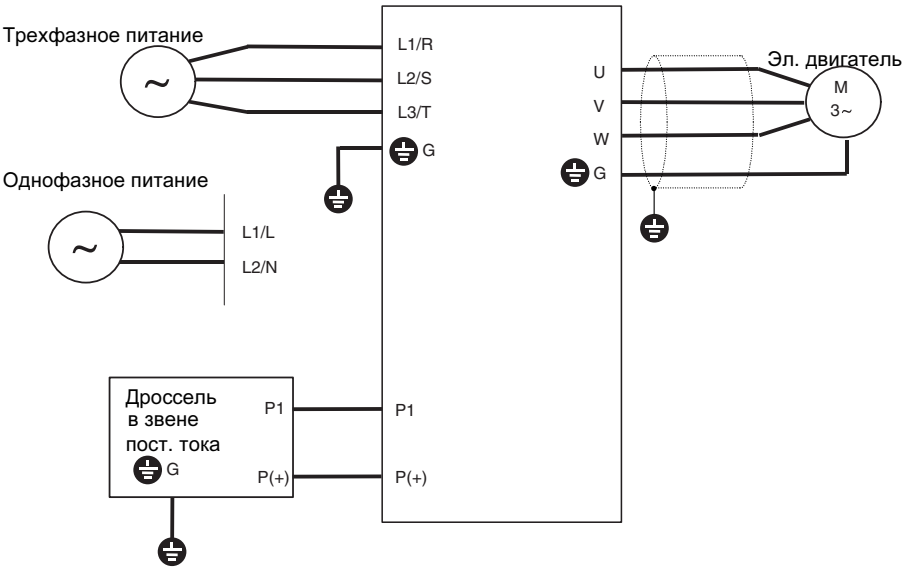 Трехфазное питание
~
L1/R
L2/S
L3/T
G
Однофазное питание
~
L1/L
L2/N
U
V
W
G
Эл. двигатель
M
3~
Дроссель
в звене
пост. тока
G
P1
P(+)
P1
P(+)